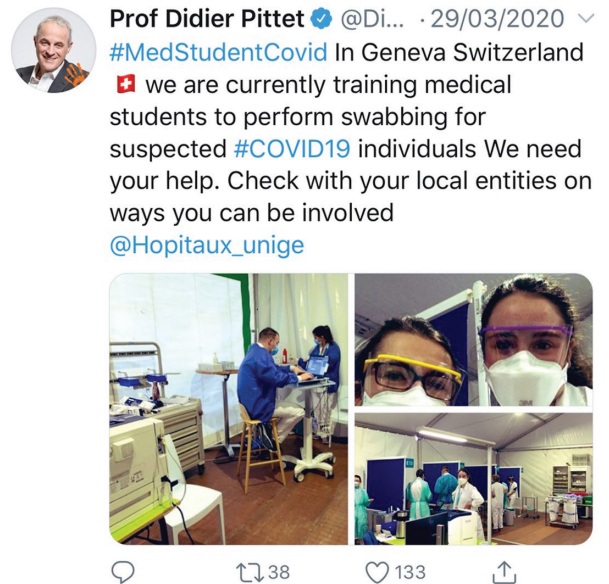 Prof Didier Pittet @Di... · 29/03/2020
#MedStudentCovid In Geneva Switzerland
we are currently training medical
students to perform swabbing for
suspected #COVID19 individuals We need
your help. Check with your local entities on
ways you can be involved
@Hopitaux_unige
3M
38
133